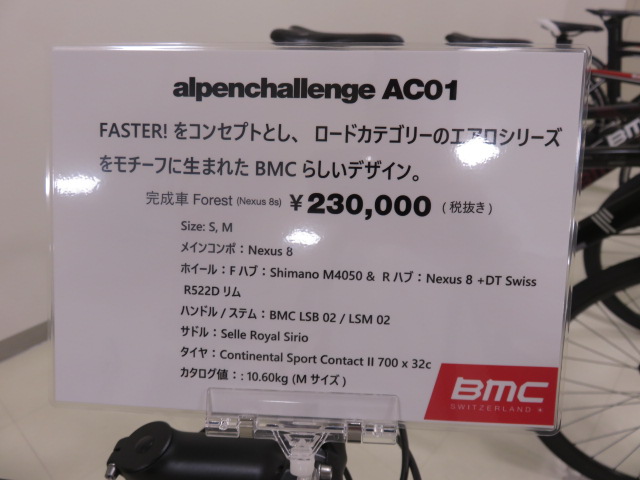 alpenchallenge AC01
FASTER! をコンセプトとし、 ロードカテゴリーのエアロシリーズ
をモチーフに生まれた BMC らしいデザイン。
完成車 Forest (Nexus 8s) ¥230,000 (税抜き)
Size: S, M
メインコンポ：Nexus 8
ホイール：F ハブ：Shimano M4050 & R ハブ：Nexus 8 +DT Swiss
R522D リム
ハンドル / ステム：BMC LSB 02 / LSM 02
サドル：Selle Royal Sirio
タイヤ：Continental Sport Contact II 700 x 32c
カタログ値：: 10.60kg (M サイズ )
BMC
SWITZERLAND
BMC